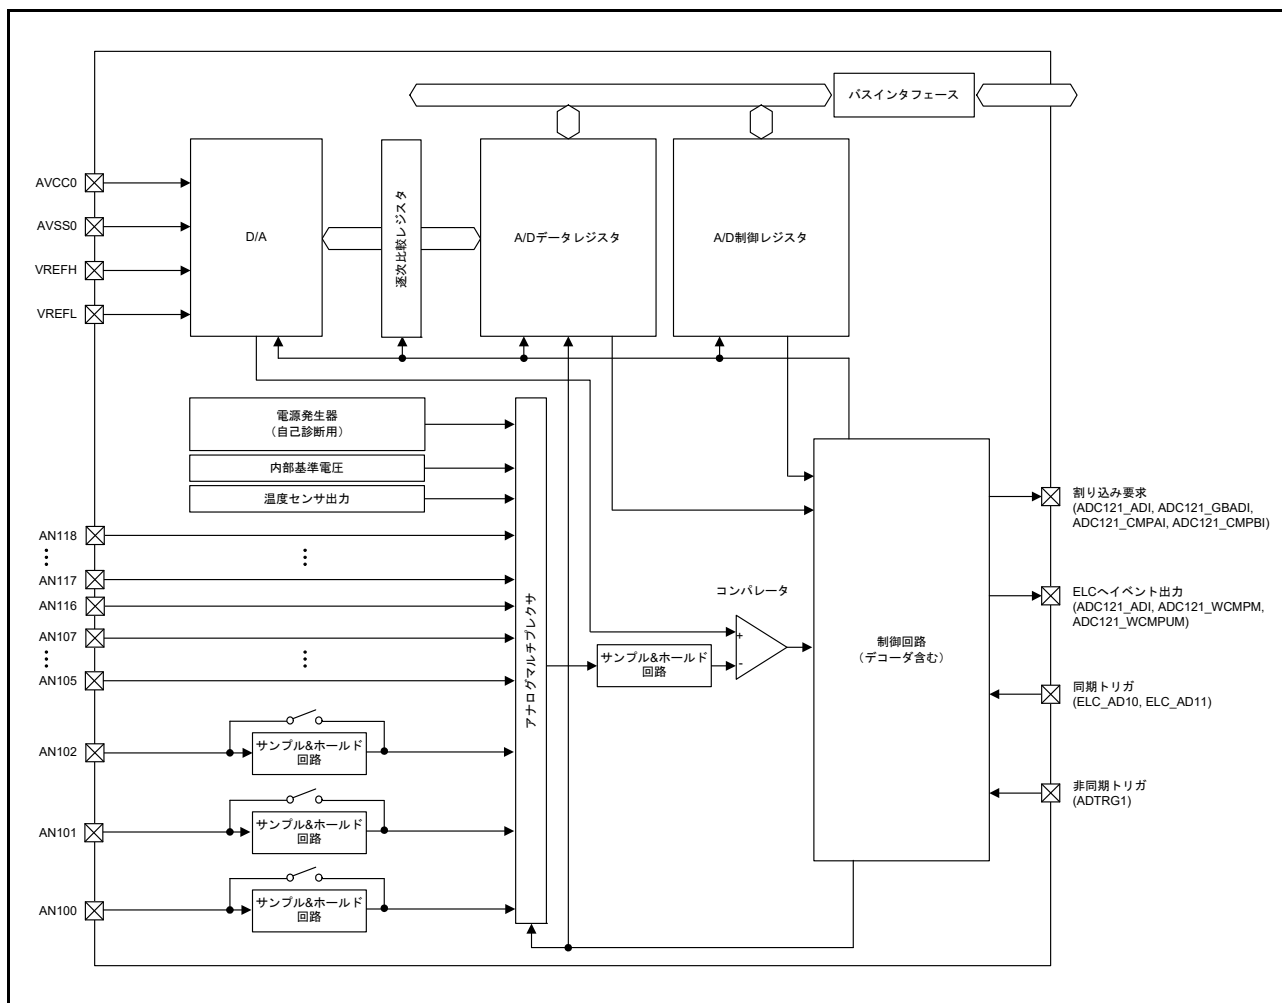 バスインタフェース
AVCC0
AVSS0
VREFH
VREFL
D/A
逐次比較レジスタ
A/Dデータレジスタ
A/D制御レジスタ
電源発生器
（自己診断用）
内部基準電圧
温度センサ出力
AN118
AN117
AN116
AN107
AN105
AN102
AN101
AN100
サンプル&ホールド
回路
サンプル&ホールド
回路
サンプル&ホールド
回路
アナログマルチプレクサ
サンプル&ホールド
回路
コンパレータ
+
-
制御回路
（デコーダ含む）
割り込み要求
(ADC121_ADI, ADC121_GBADI,
ADC121_CMPAI, ADC121_CMPBI)
ELCへイベント出力
(ADC121_ADI, ADC121_WCMPM,
ADC121_WCMPUM)
同期トリガ
(ELC_AD10, ELC_AD11)
非同期トリガ
(ADTRG1)